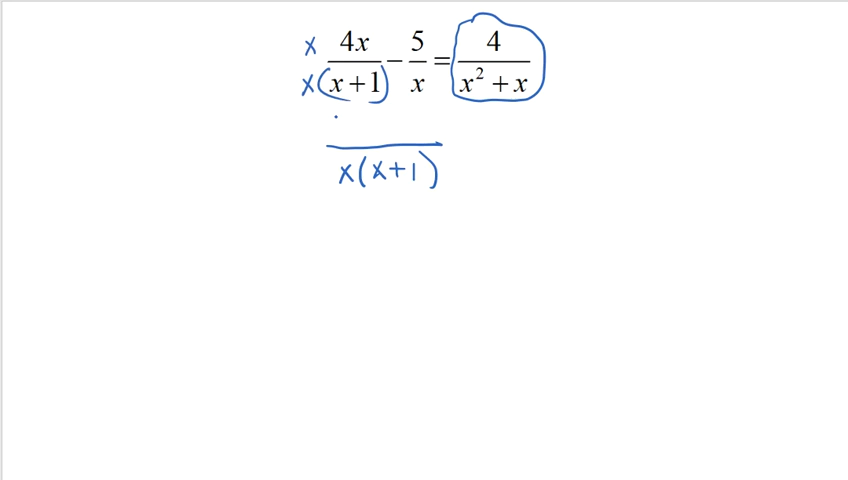 x 4x/x(x+1) − 5/x = 4/x² + x
x(x+1)